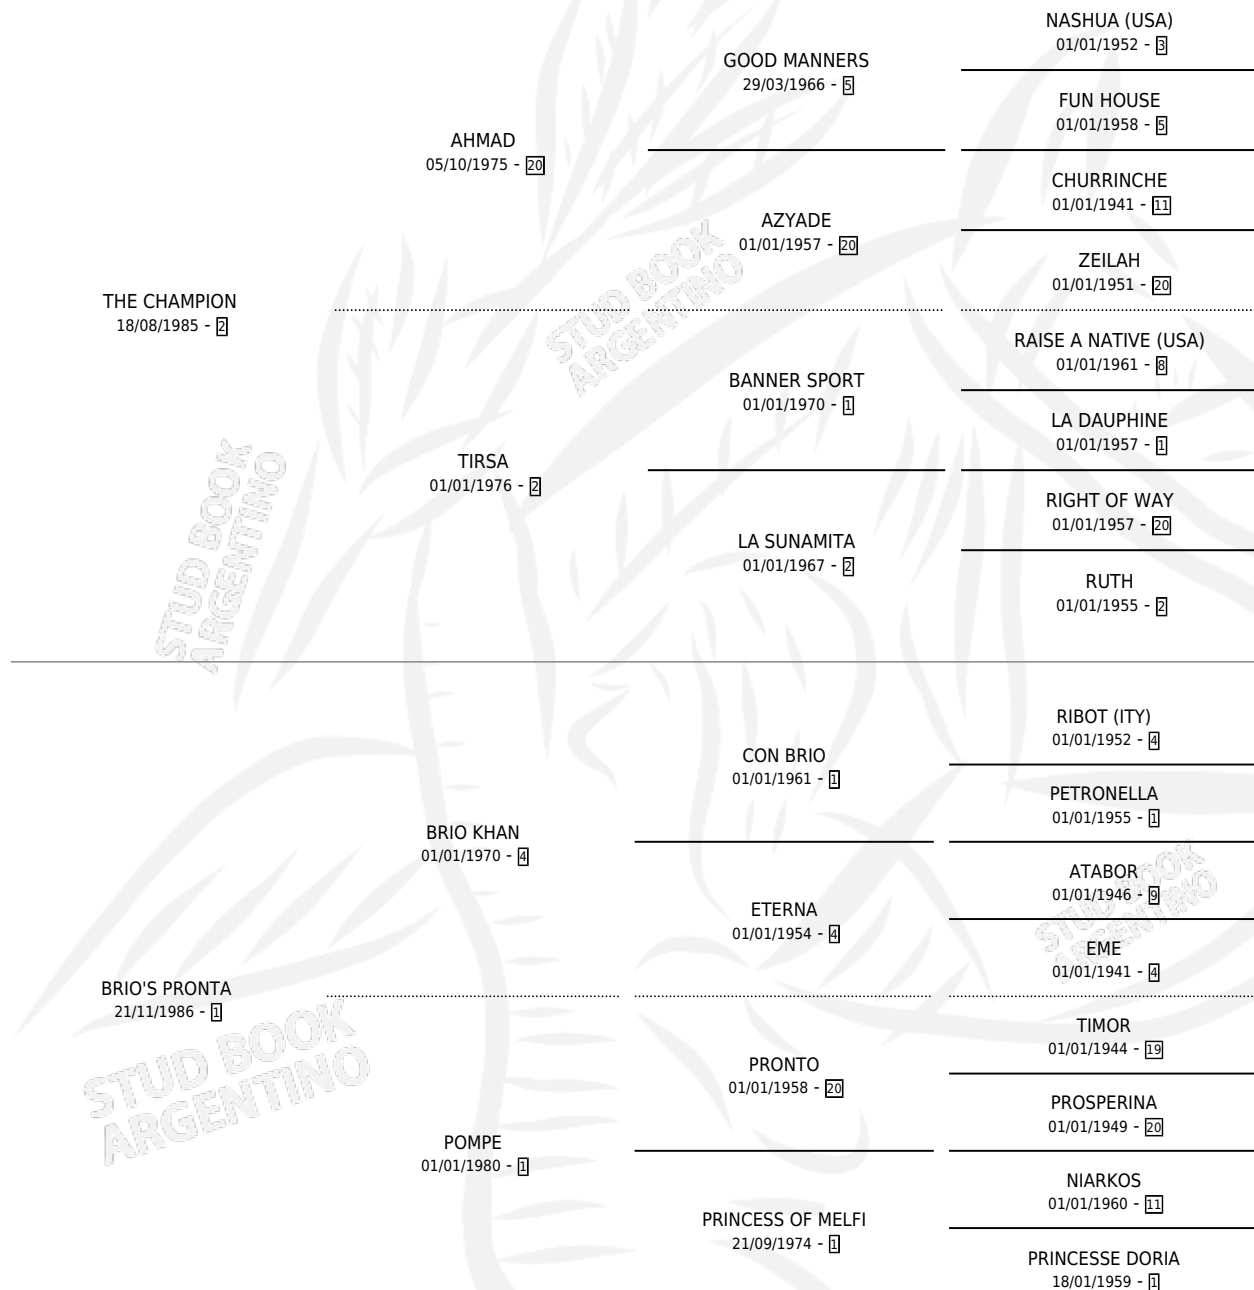 NASHUA (USA)
01/01/1952 - 3
GOOD MANNERS
29/03/1966 - 5
FUN HOUSE
01/01/1958 - 5
AHMAD
05/10/1975 - 20
CHURRINCHE
01/01/1941 - 11
AZYADE
01/01/1957 - 20
ZEILAH
01/01/1951 - 20
THE CHAMPION
18/08/1985 - 2
RAISE A NATIVE (USA)
01/01/1961 - 8
BANNER SPORT
01/01/1970 - 1
LA DAUPHINE
01/01/1957 - 1
TIRSA
01/01/1976 - 2
RIGHT OF WAY
01/01/1957 - 20
LA SUNAMITA
01/01/1967 - 2
RUTH
01/01/1955 - 2
RIBOT (ITY)
01/01/1952 - 4
CON BRIO
01/01/1961 - 1
PETRONELLA
01/01/1955 - 1
BRIO KHAN
01/01/1970 - 4
ATABOR
01/01/1946 - 9
ETERNA
01/01/1954 - 4
EME
01/01/1941 - 4
BRIO'S PRONTA
21/11/1986 - 1
TIMOR
01/01/1944 - 19
PRONTO
01/01/1958 - 20
PROSPERINA
01/01/1949 - 20
POMPE
01/01/1980 - 1
NIARKOS
01/01/1960 - 11
PRINCESS OF MELFI
21/09/1974 - 1
PRINCESSE DORIA
18/01/1959 - 1
STUD BOOK
ARGENTINO
STUD BOOK
ARGENTINO
STUD BOOK
ARGENTINO
STUD BOOK
ARGENTINO